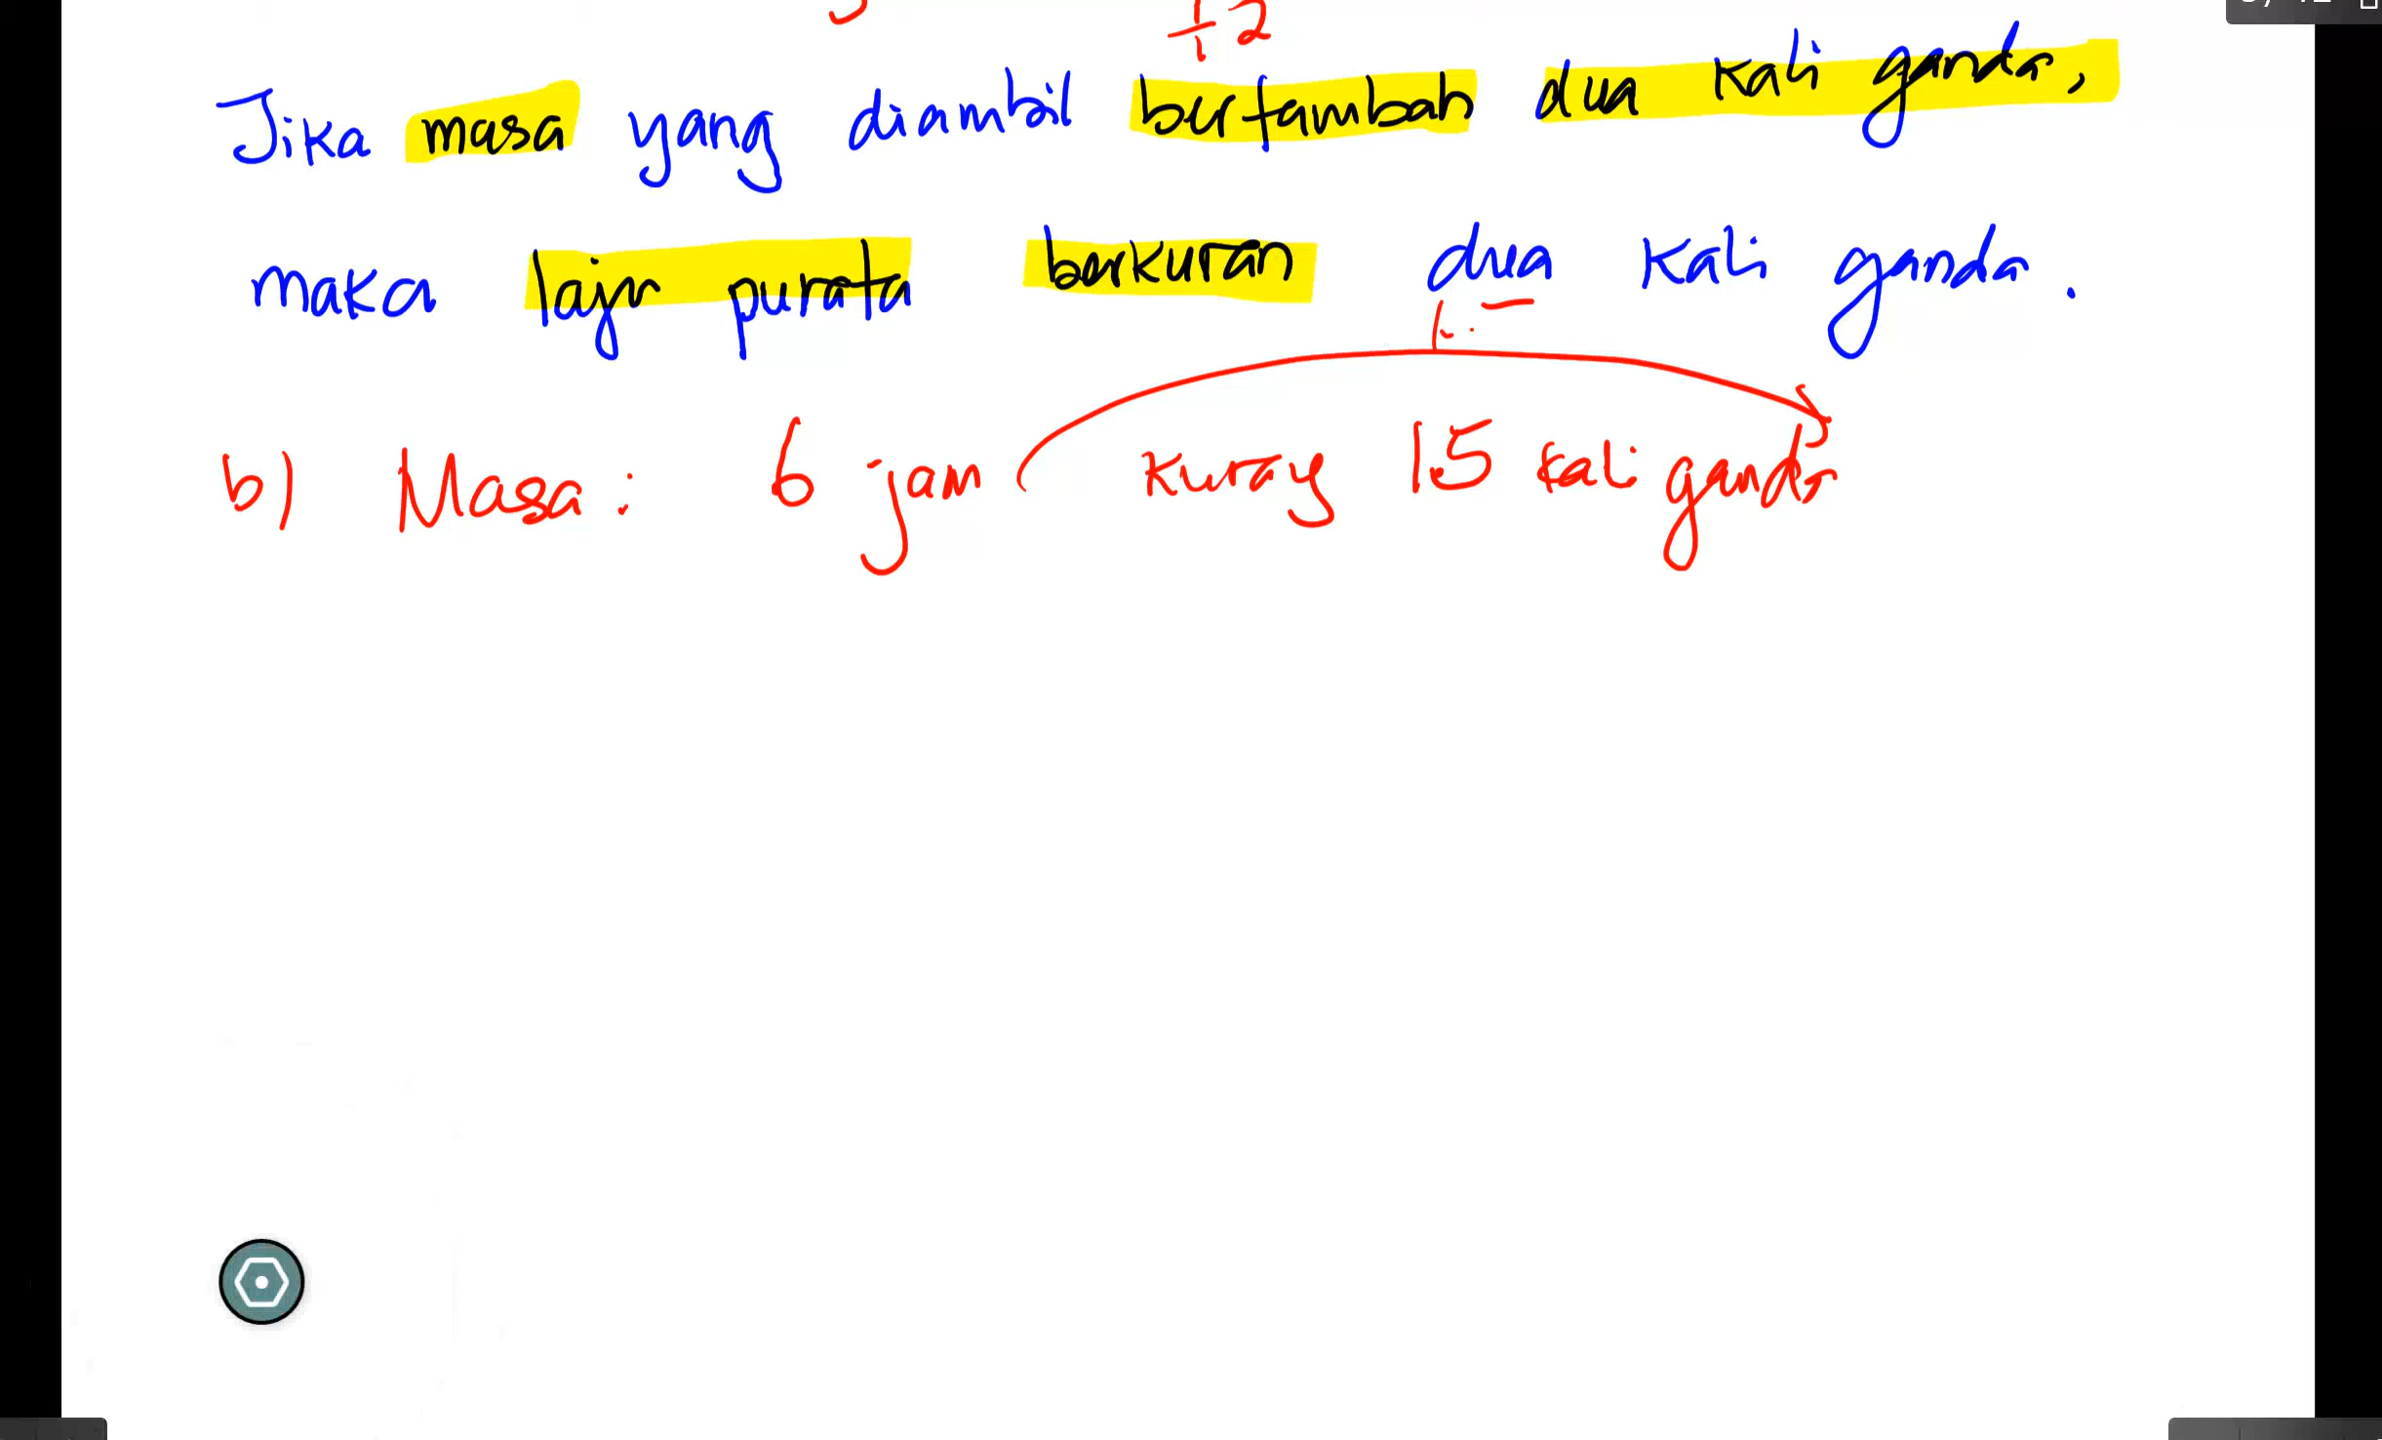 ÷2
Jika masa yang diambil bertambah dua kali ganda,
maka laju purata berkuran dua kali ganda.
b) Masa: 6 jam kurang 1.5 kali ganda